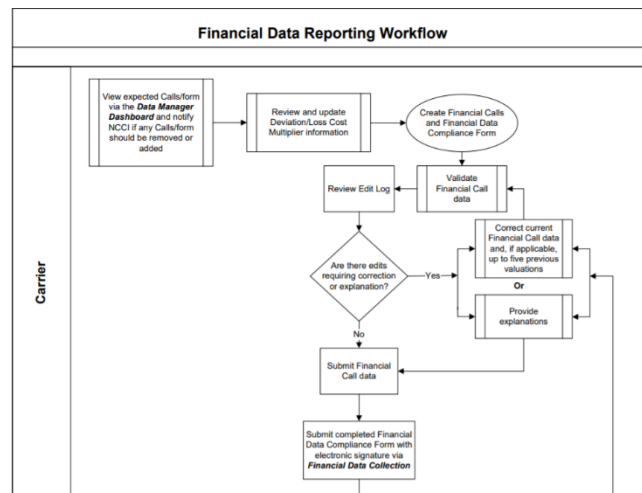 Financial Data Reporting Workflow
View expected Calls/form
via the Data Manager
Dashboard and notify
NCCI if any Calls/form
should be removed or
added
Review and update
Deviation/Loss Cost
Multiplier information
Create Financial Calls
and Financial Data
Compliance Form
Validate
Financial Call
data
Review Edit Log
Correct current
Financial Call data
and, if applicable,
up to five previous
valuations
Are there edits
requiring correction
or explanation?
Yes
Or
Provide
explanations
No
Submit Financial
Call data
Submit completed Financial
Data Compliance Form with
electronic signature via
Financial Data Collection
Carrier